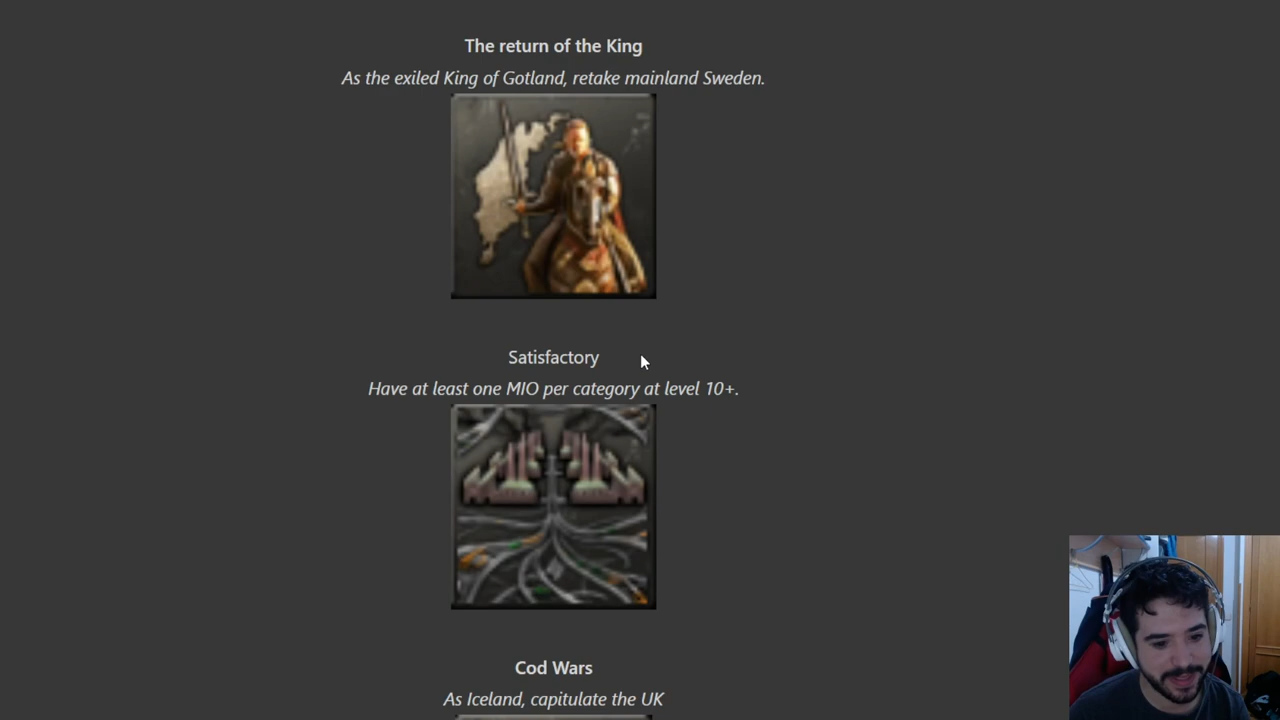 The return of the King
As the exiled King of Gotland, retake mainland Sweden.
Satisfactory
Have at least one MIO per category at level 10+.
Cod Wars
As Iceland, capitulate the UK